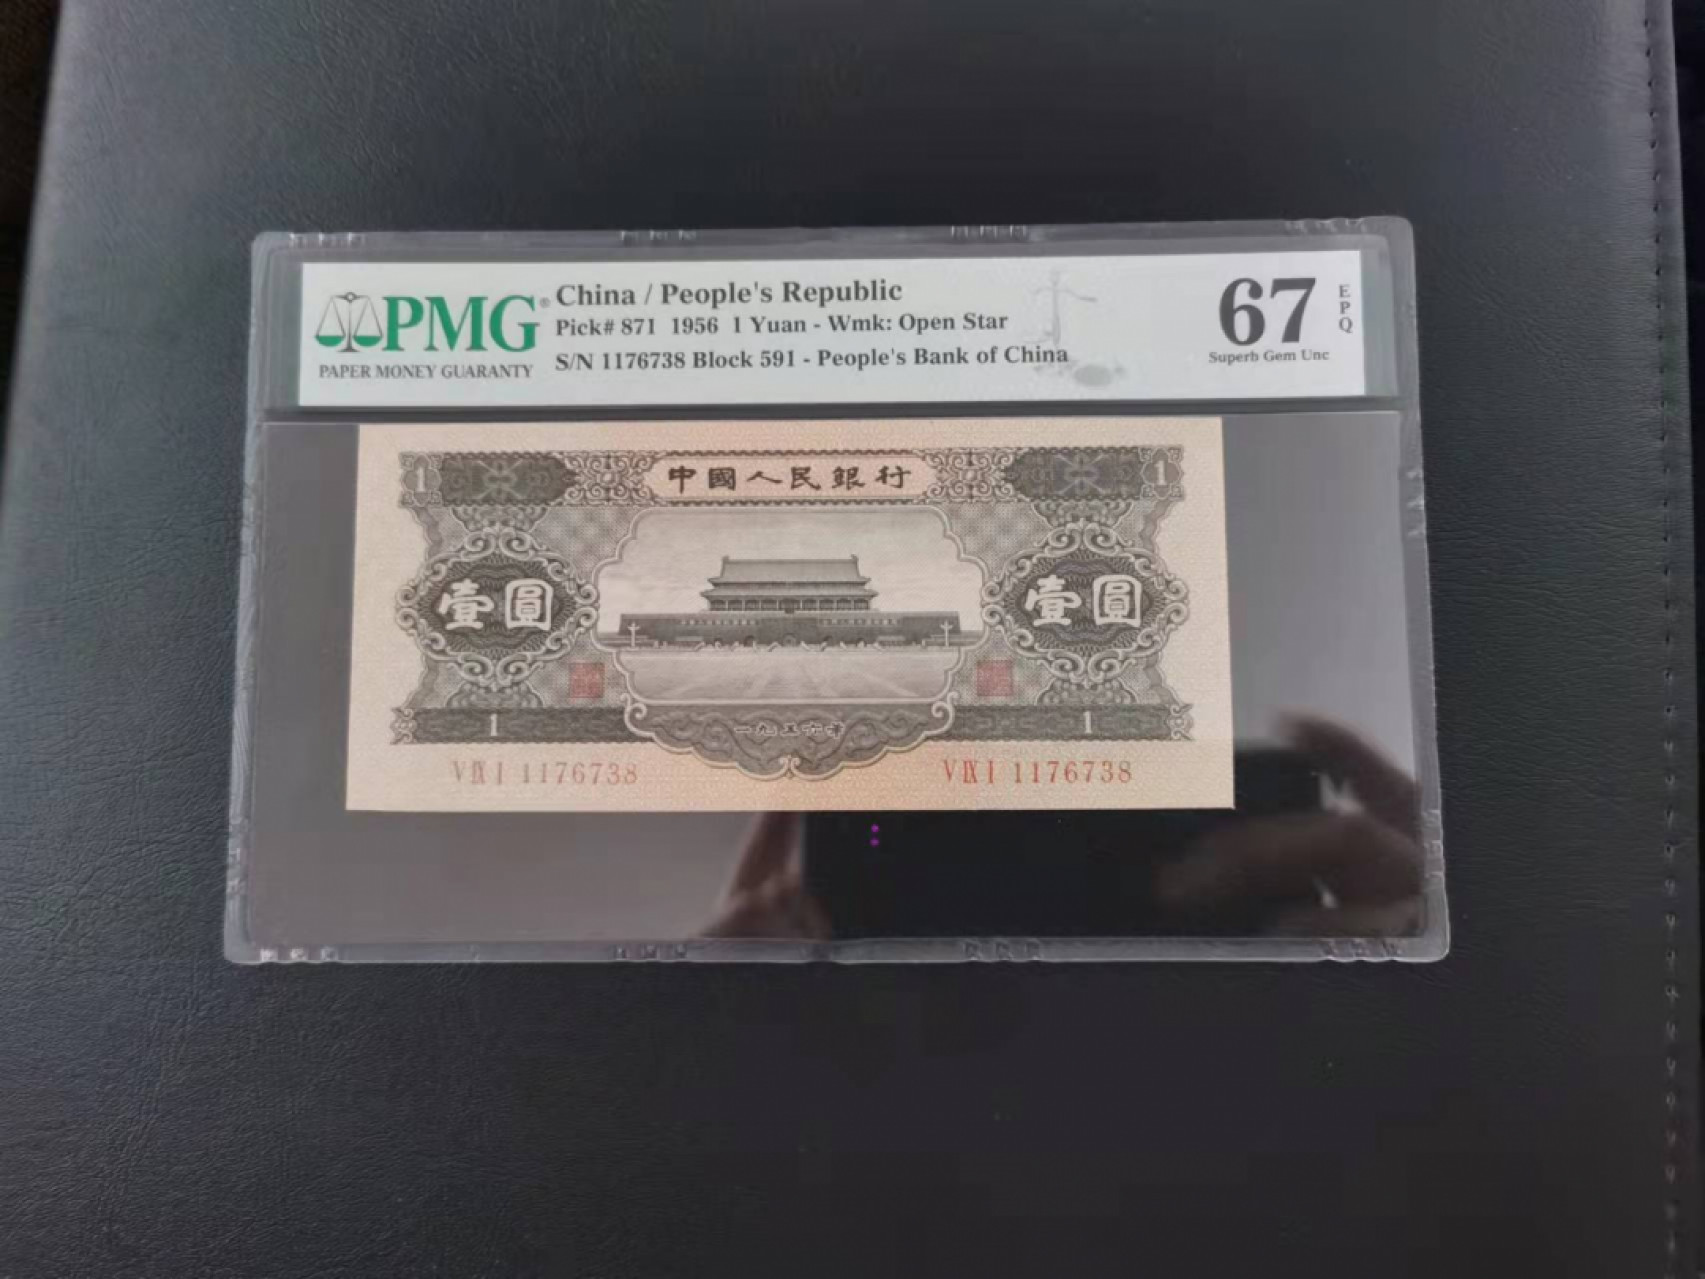 PMG®
PAPER MONEY GUARANTY
China / People's Republic
Pick# 871 1956 1 Yuan - Wmk: Open Star
S/N 1176738 Block 591 - People's Bank of China
67 EPQ
Superb Gem Unc
1 中國人民銀行 1
壹圓 壹圓
1 1
一九五六年
V IX I 1176738 V IX I 1176738